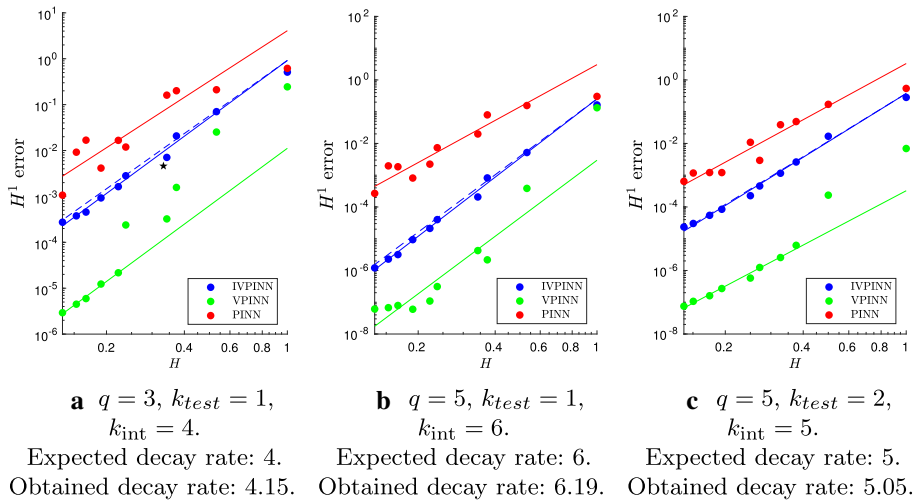 10^1
10^0
10^-1
10^-2
10^-3
10^-4
10^-5
10^-6
H^1 error
0.2 0.4 0.6 0.8 1
H
IVPINN
VPINN
PINN
10^0
10^-2
10^-4
10^-6
10^-8
H^1 error
0.2 0.4 0.6 0.8 1
H
IVPINN
VPINN
PINN
10^0
10^-2
10^-4
10^-6
10^-8
H^1 error
0.2 0.4 0.6 0.8 1
H
IVPINN
VPINN
PINN
a q = 3, k_test = 1,
k_int = 4.
Expected decay rate: 4.
Obtained decay rate: 4.15.
b q = 5, k_test = 1,
k_int = 6.
Expected decay rate: 6.
Obtained decay rate: 6.19.
c q = 5, k_test = 2,
k_int = 5.
Expected decay rate: 5.
Obtained decay rate: 5.05.